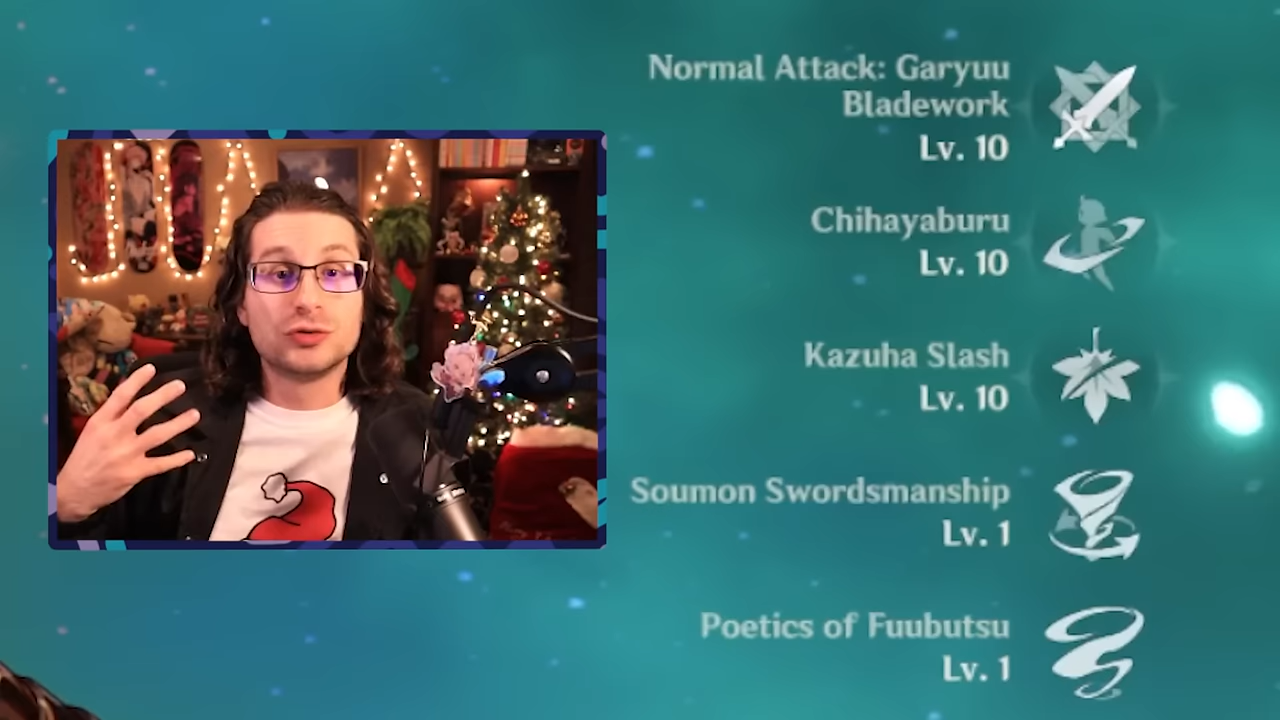 Normal Attack: Garyuu
Bladework
Lv. 10
Chihayaburu
Lv. 10
Kazuha Slash
Lv. 10
Soumon Swordsmanship
Lv. 1
Poetics of Fuubutsu
Lv. 1